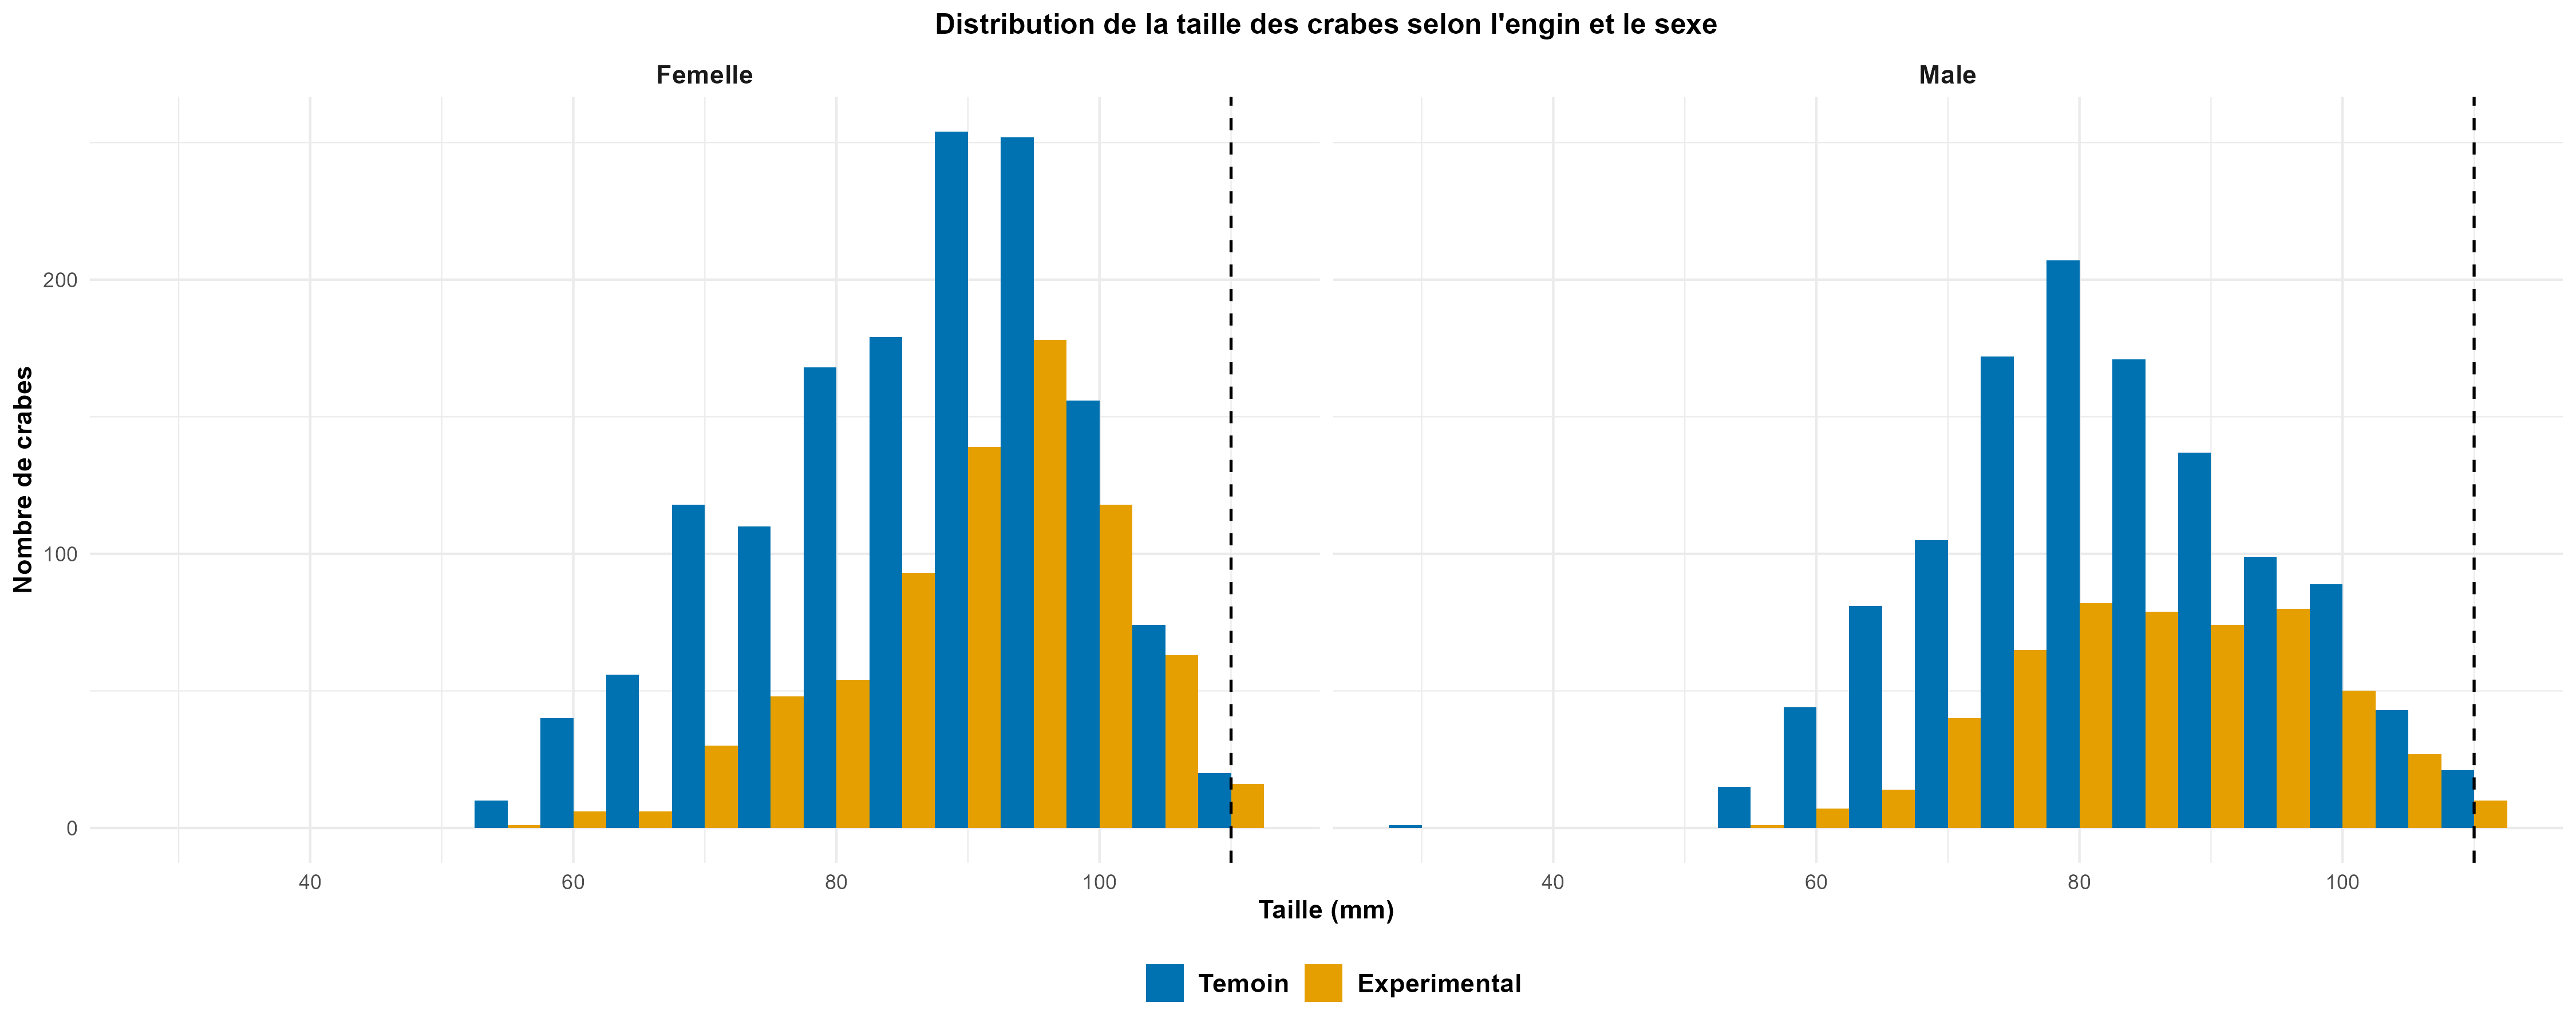 Distribution de la taille des crabes selon l'engin et le sexe
Femelle
Male
Nombre de crabes
200
100
0
40 60 80 100
40 60 80 100
Taille (mm)
Temoin Experimental